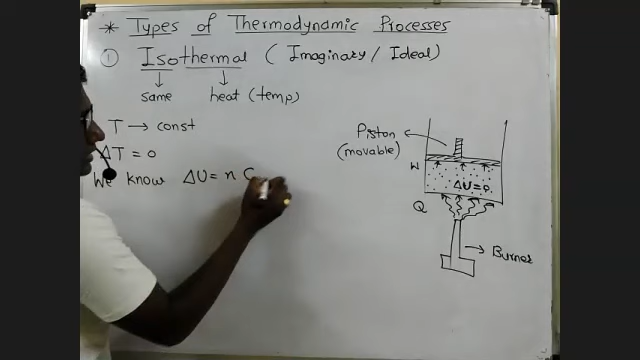 * Types of Thermodynamic Processes
① Isothermal ( Imaginary / Ideal )
same heat (temp)
T → const
ΔT = 0
We know ΔU = n C
Piston
(movable)
W
ΔU = 0
Q
Burner